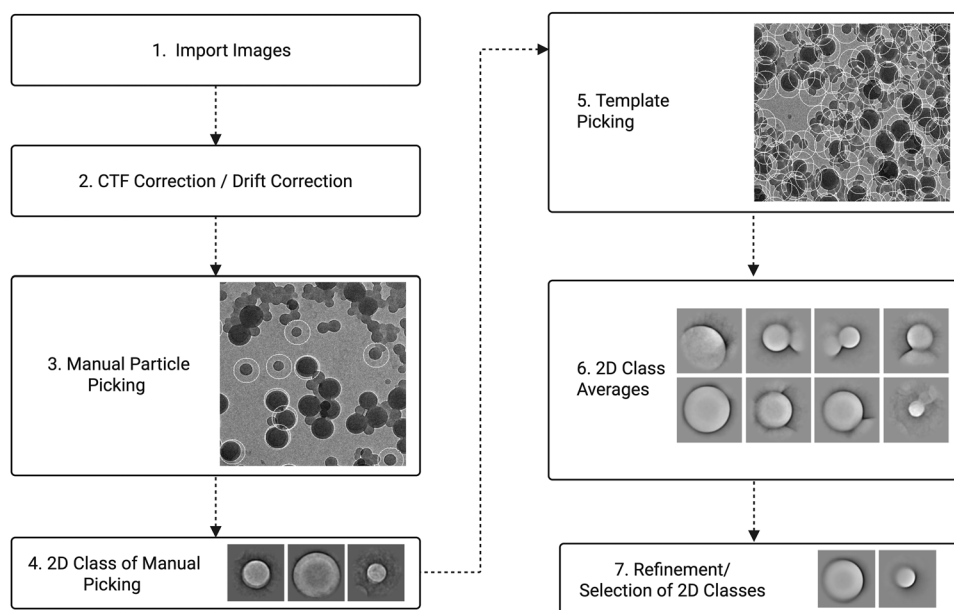 1. Import Images
2. CTF Correction / Drift Correction
3. Manual Particle
Picking
4. 2D Class of Manual
Picking
5. Template
Picking
6. 2D Class
Averages
7. Refinement/
Selection of 2D Classes